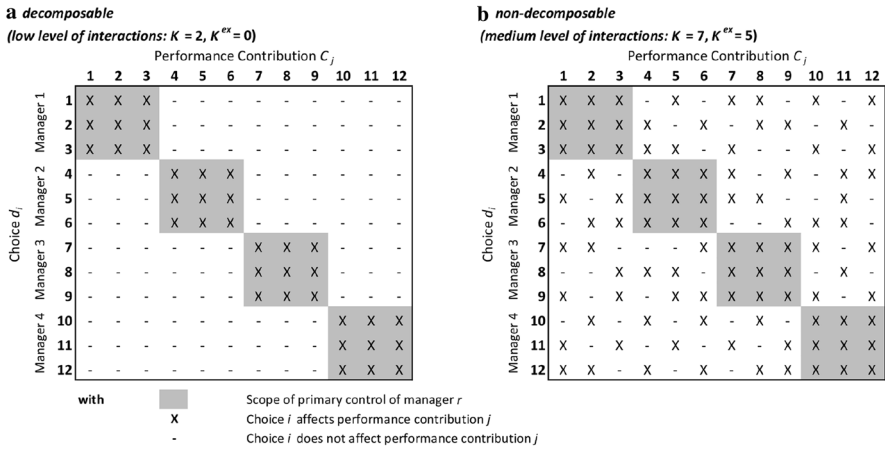 a decomposable
(low level of interactions: K = 2, K^ex = 0)
Performance Contribution C_j
1 2 3 4 5 6 7 8 9 10 11 12
Choice d_i
Manager 1
1 X X X - - - - - - - - -
2 X X X - - - - - - - - -
3 X X X - - - - - - - - -
Manager 2
4 - - - X X X - - - - - -
5 - - - X X X - - - - - -
6 - - - X X X - - - - - -
Manager 3
7 - - - - - - X X X - - -
8 - - - - - - X X X - - -
9 - - - - - - X X X - - -
Manager 4
10 - - - - - - - - - X X X
11 - - - - - - - - - X X X
12 - - - - - - - - - X X X
b non-decomposable
(medium level of interactions: K = 7, K^ex = 5)
Performance Contribution C_j
1 2 3 4 5 6 7 8 9 10 11 12
Choice d_i
Manager 1
1 X X X - X - X X - X - X
2 X X X X - X - X X - X -
3 X X X X X - X - - X - X
Manager 2
4 - X - X X X X - X - X X
5 X - - X X X X X - - X X
6 - X X X X X - - X X X -
Manager 3
7 X X - - - X X X X X - X
8 - - X X X - X X X - X -
9 X - X - X X X X X X - X
Manager 4
10 - X - X - X - X - X X X
11 X - X - X - X - X X X X
12 X X - X - X - X X X X X
with
Scope of primary control of manager r
X Choice i affects performance contribution j
- Choice i does not affect performance contribution j